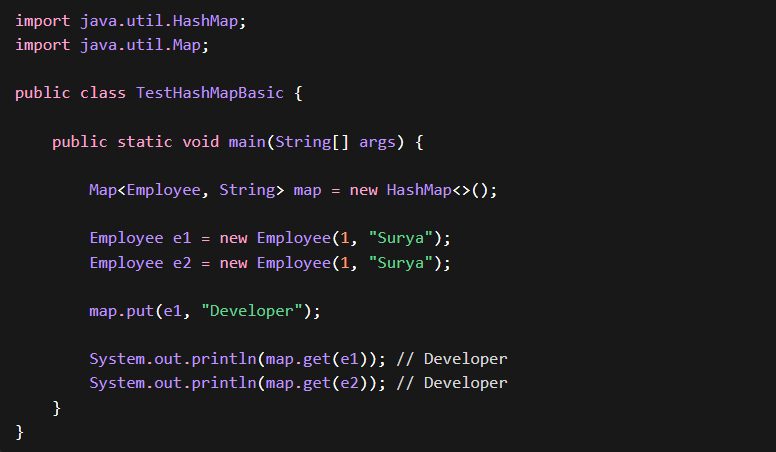 import java.util.HashMap;
import java.util.Map;
public class TestHashMapBasic {
public static void main(String[] args) {
Map<Employee, String> map = new HashMap<>();
Employee e1 = new Employee(1, "Surya");
Employee e2 = new Employee(1, "Surya");
map.put(e1, "Developer");
System.out.println(map.get(e1)); // Developer
System.out.println(map.get(e2)); // Developer
}
}